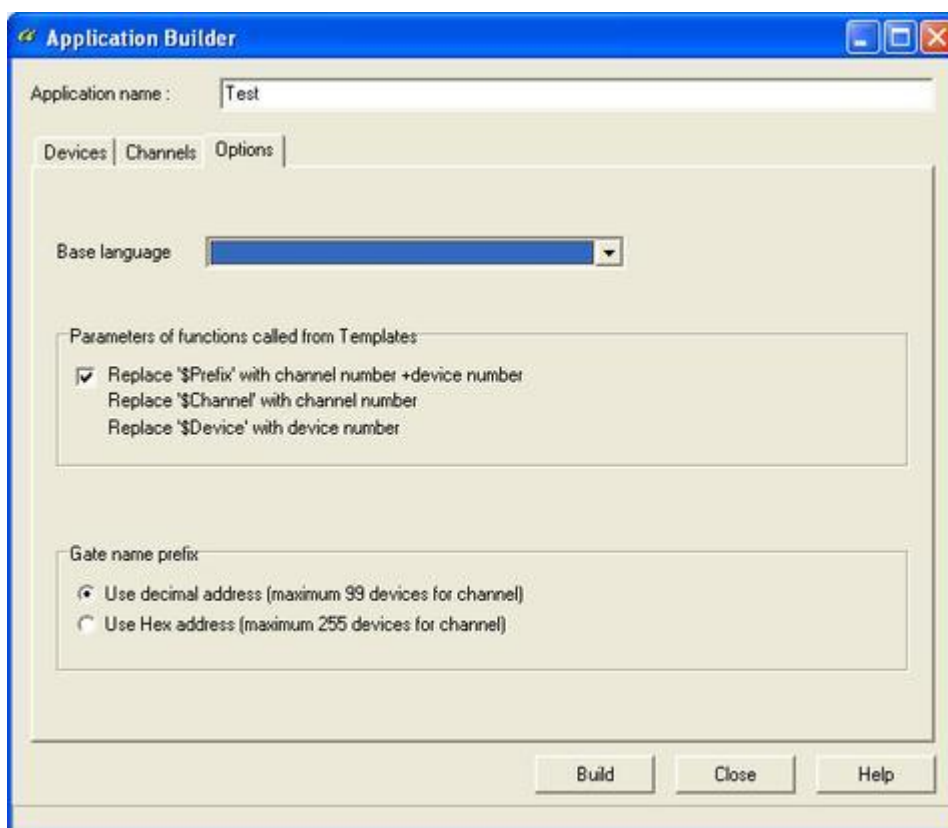 Application Builder
Application name : Test
Devices Channels Options
Base language
Parameters of functions called from Templates
Replace '$Prefix' with channel number +device number
Replace '$Channel' with channel number
Replace '$Device' with device number
Gate name prefix
Use decimal address (maximum 99 devices for channel)
Use Hex address (maximum 255 devices for channel)
Build Close Help